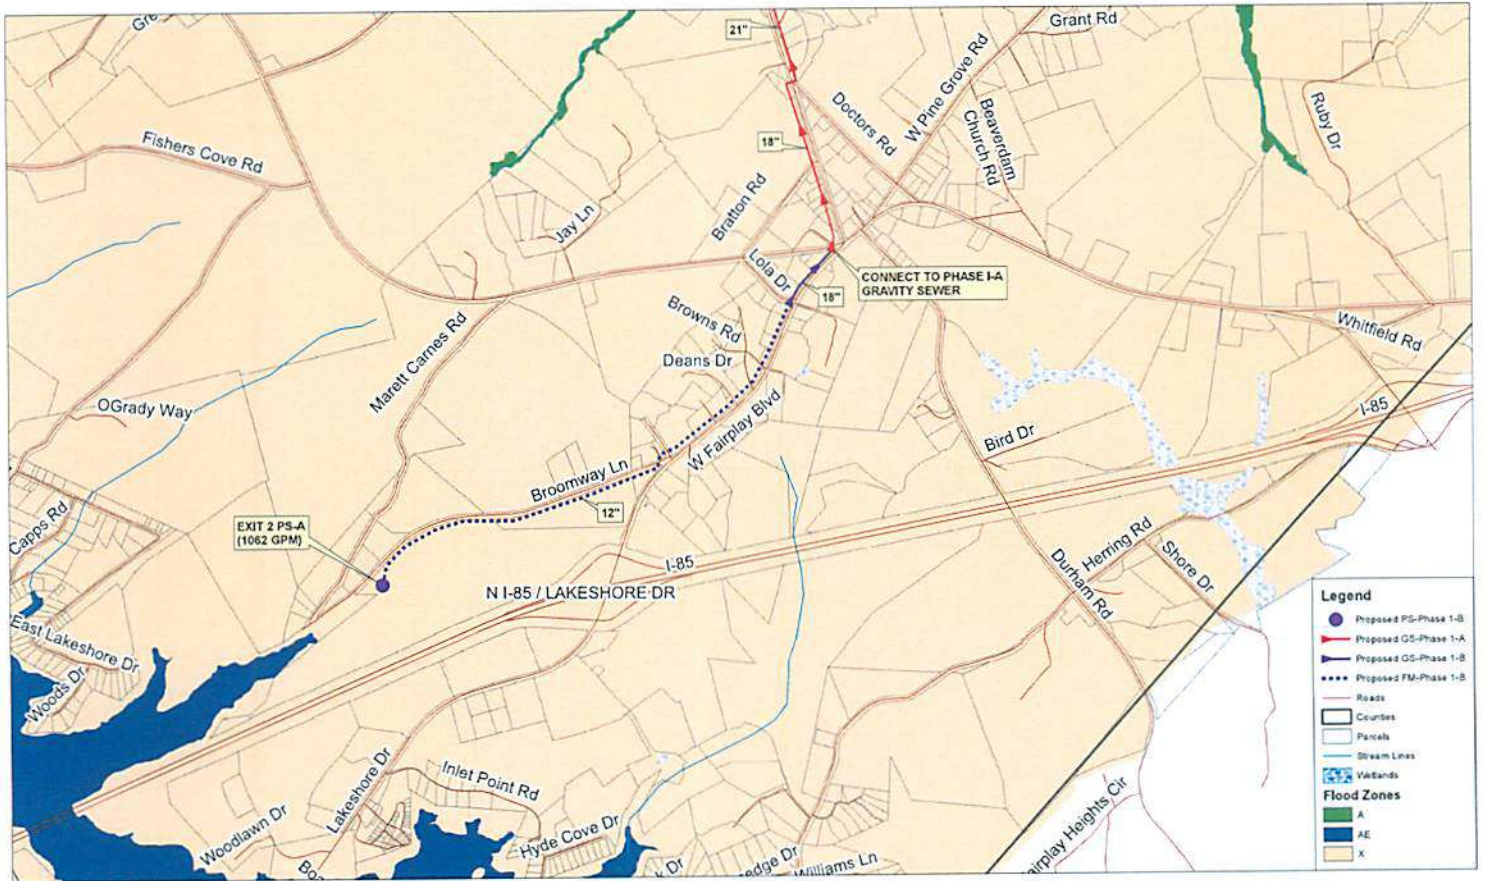 Gre
21"
Grant Rd
W Pine Grove Rd
Doctors Rd
Beaverdam
Church Rd
Ruby Dr
Fishers Cove Rd
18"
Bratton Rd
Jay Ln
Lola Dr
CONNECT TO PHASE I-A
GRAVITY SEWER
18"
Browns Rd
Whitfield Rd
Marett Carnes Rd
Deans Dr
OGrady Way
W Fairplay Blvd
I-85
Bird Dr
Broomway Ln
12"
Capps Rd
EXIT 2 PS-A
(1062 GPM)
I-85
N I-85 / LAKESHORE DR
Herring Rd
Shore Dr
Durham Rd
East Lakeshore Dr
Woods Dr
Lakeshore Dr
Inlet Point Rd
Woodlawn Dr
Boa
Hyde Cove Dr
k Dr
edge Dr
Williams Ln
airplay Heights Cir
Legend
Proposed PS-Phase 1-B
Proposed GS-Phase 1-A
Proposed GS-Phase 1-B
Proposed FM-Phase 1-B
Roads
Counties
Parcels
Stream Lines
Wetlands
Flood Zones
A
AE
X